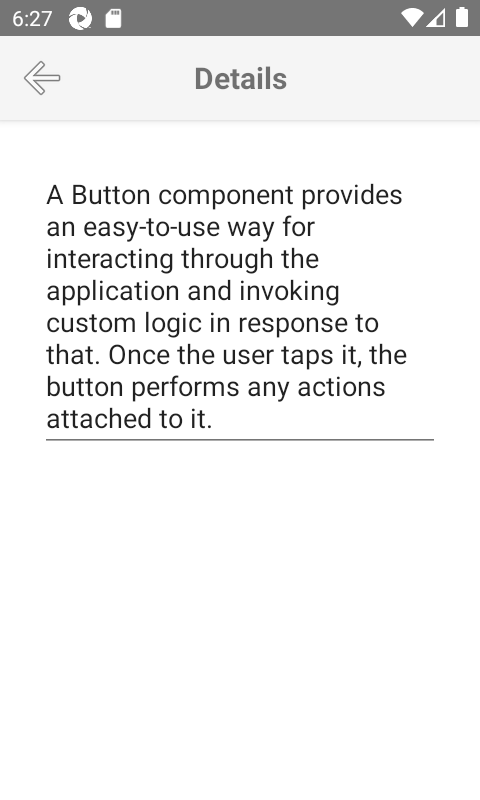 6:27
Details
A Button component provides
an easy-to-use way for
interacting through the
application and invoking
custom logic in response to
that. Once the user taps it, the
button performs any actions
attached to it.